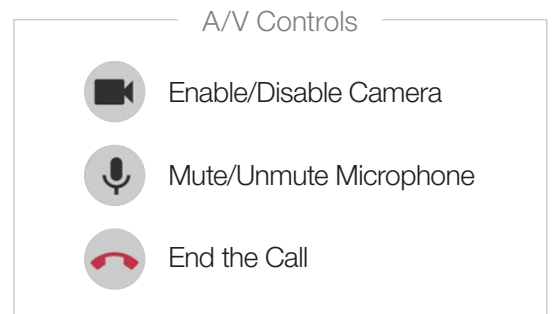 A/V Controls
Enable/Disable Camera
Mute/Unmute Microphone
End the Call